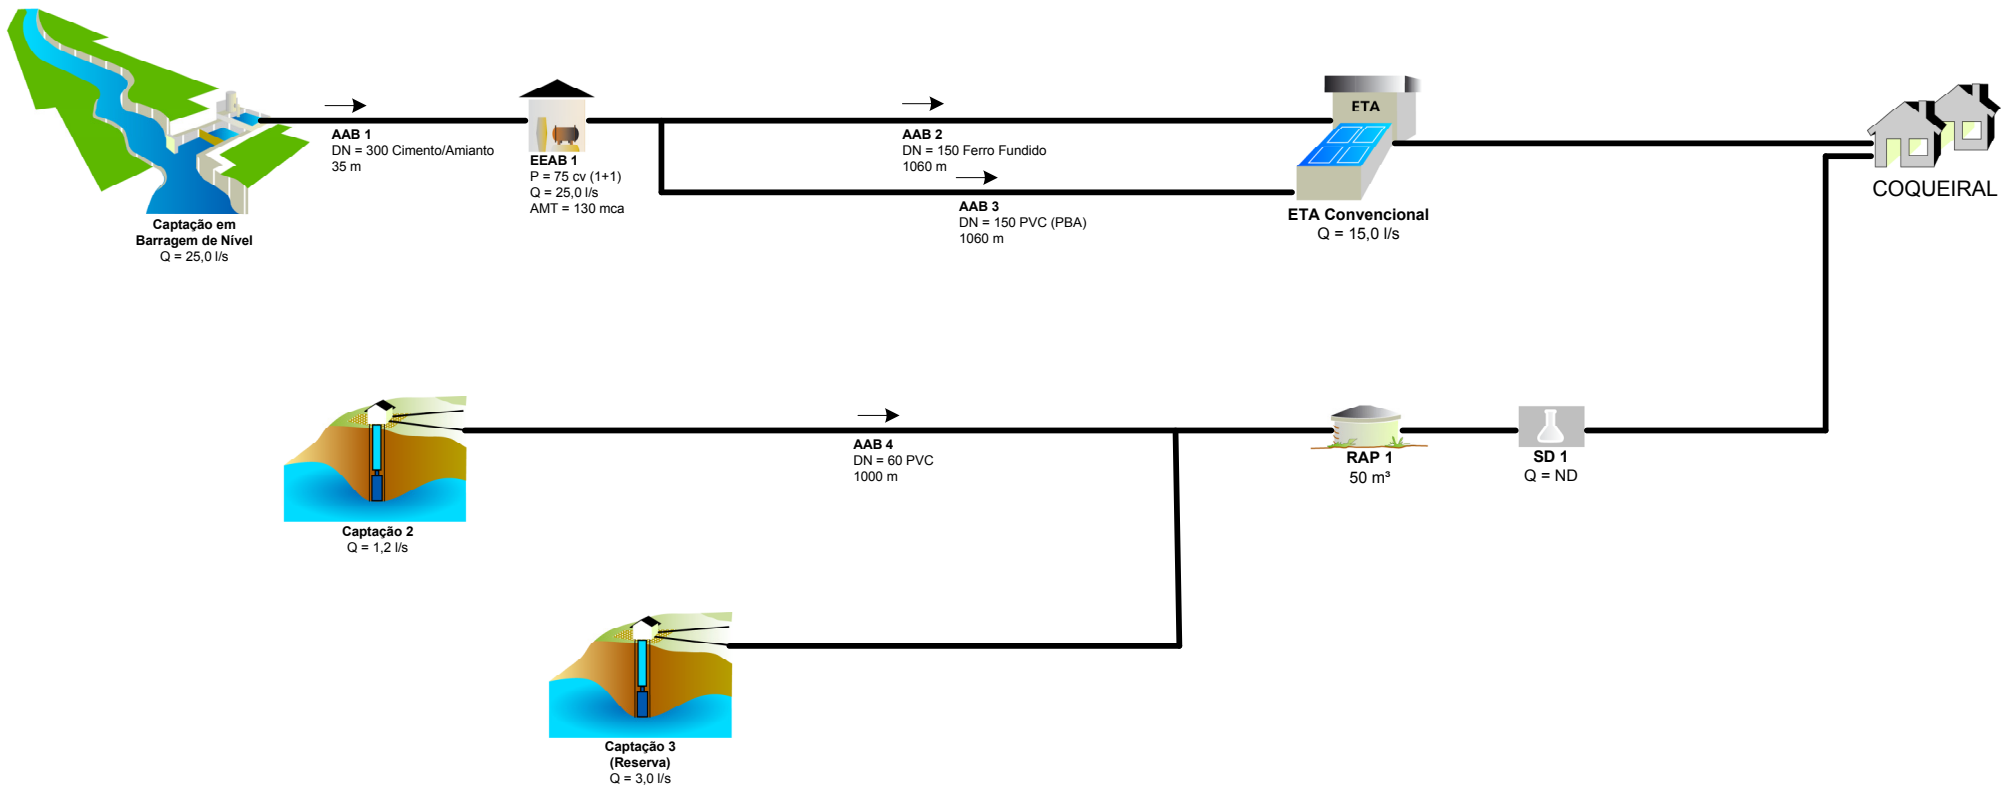 AAB 1
DN = 300 Cimento/Amianto
35 m
EEAB 1
P = 75 cv (1+1)
Q = 25,0 l/s
AMT = 130 mca
AAB 2
DN = 150 Ferro Fundido
1060 m
AAB 3
DN = 150 PVC (PBA)
1060 m
ETA
ETA Convencional
Q = 15,0 l/s
COQUEIRAL
Captação em
Barragem de Nível
Q = 25,0 l/s
AAB 4
DN = 60 PVC
1000 m
RAP 1
50 m³
SD 1
Q = ND
Captação 2
Q = 1,2 l/s
Captação 3
(Reserva)
Q = 3,0 l/s